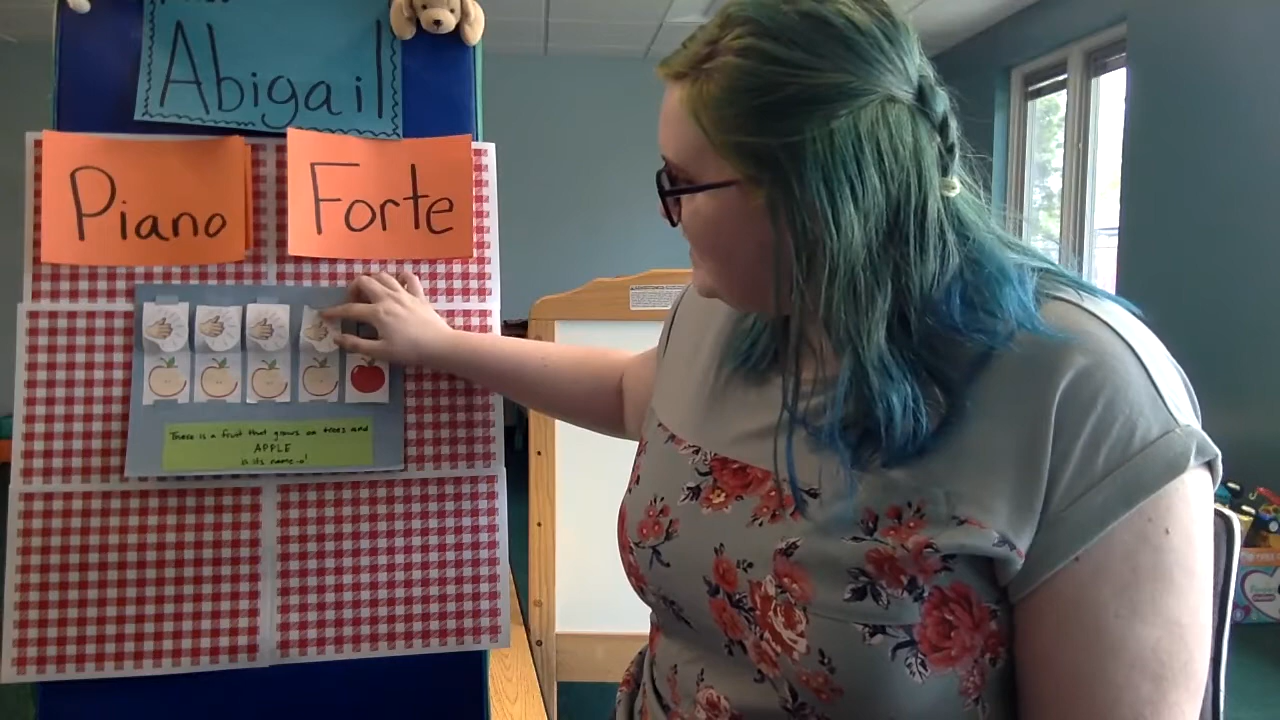 Abigail
Piano
Forte
There is a fruit that grows on trees and
APPLE
is its name-o!